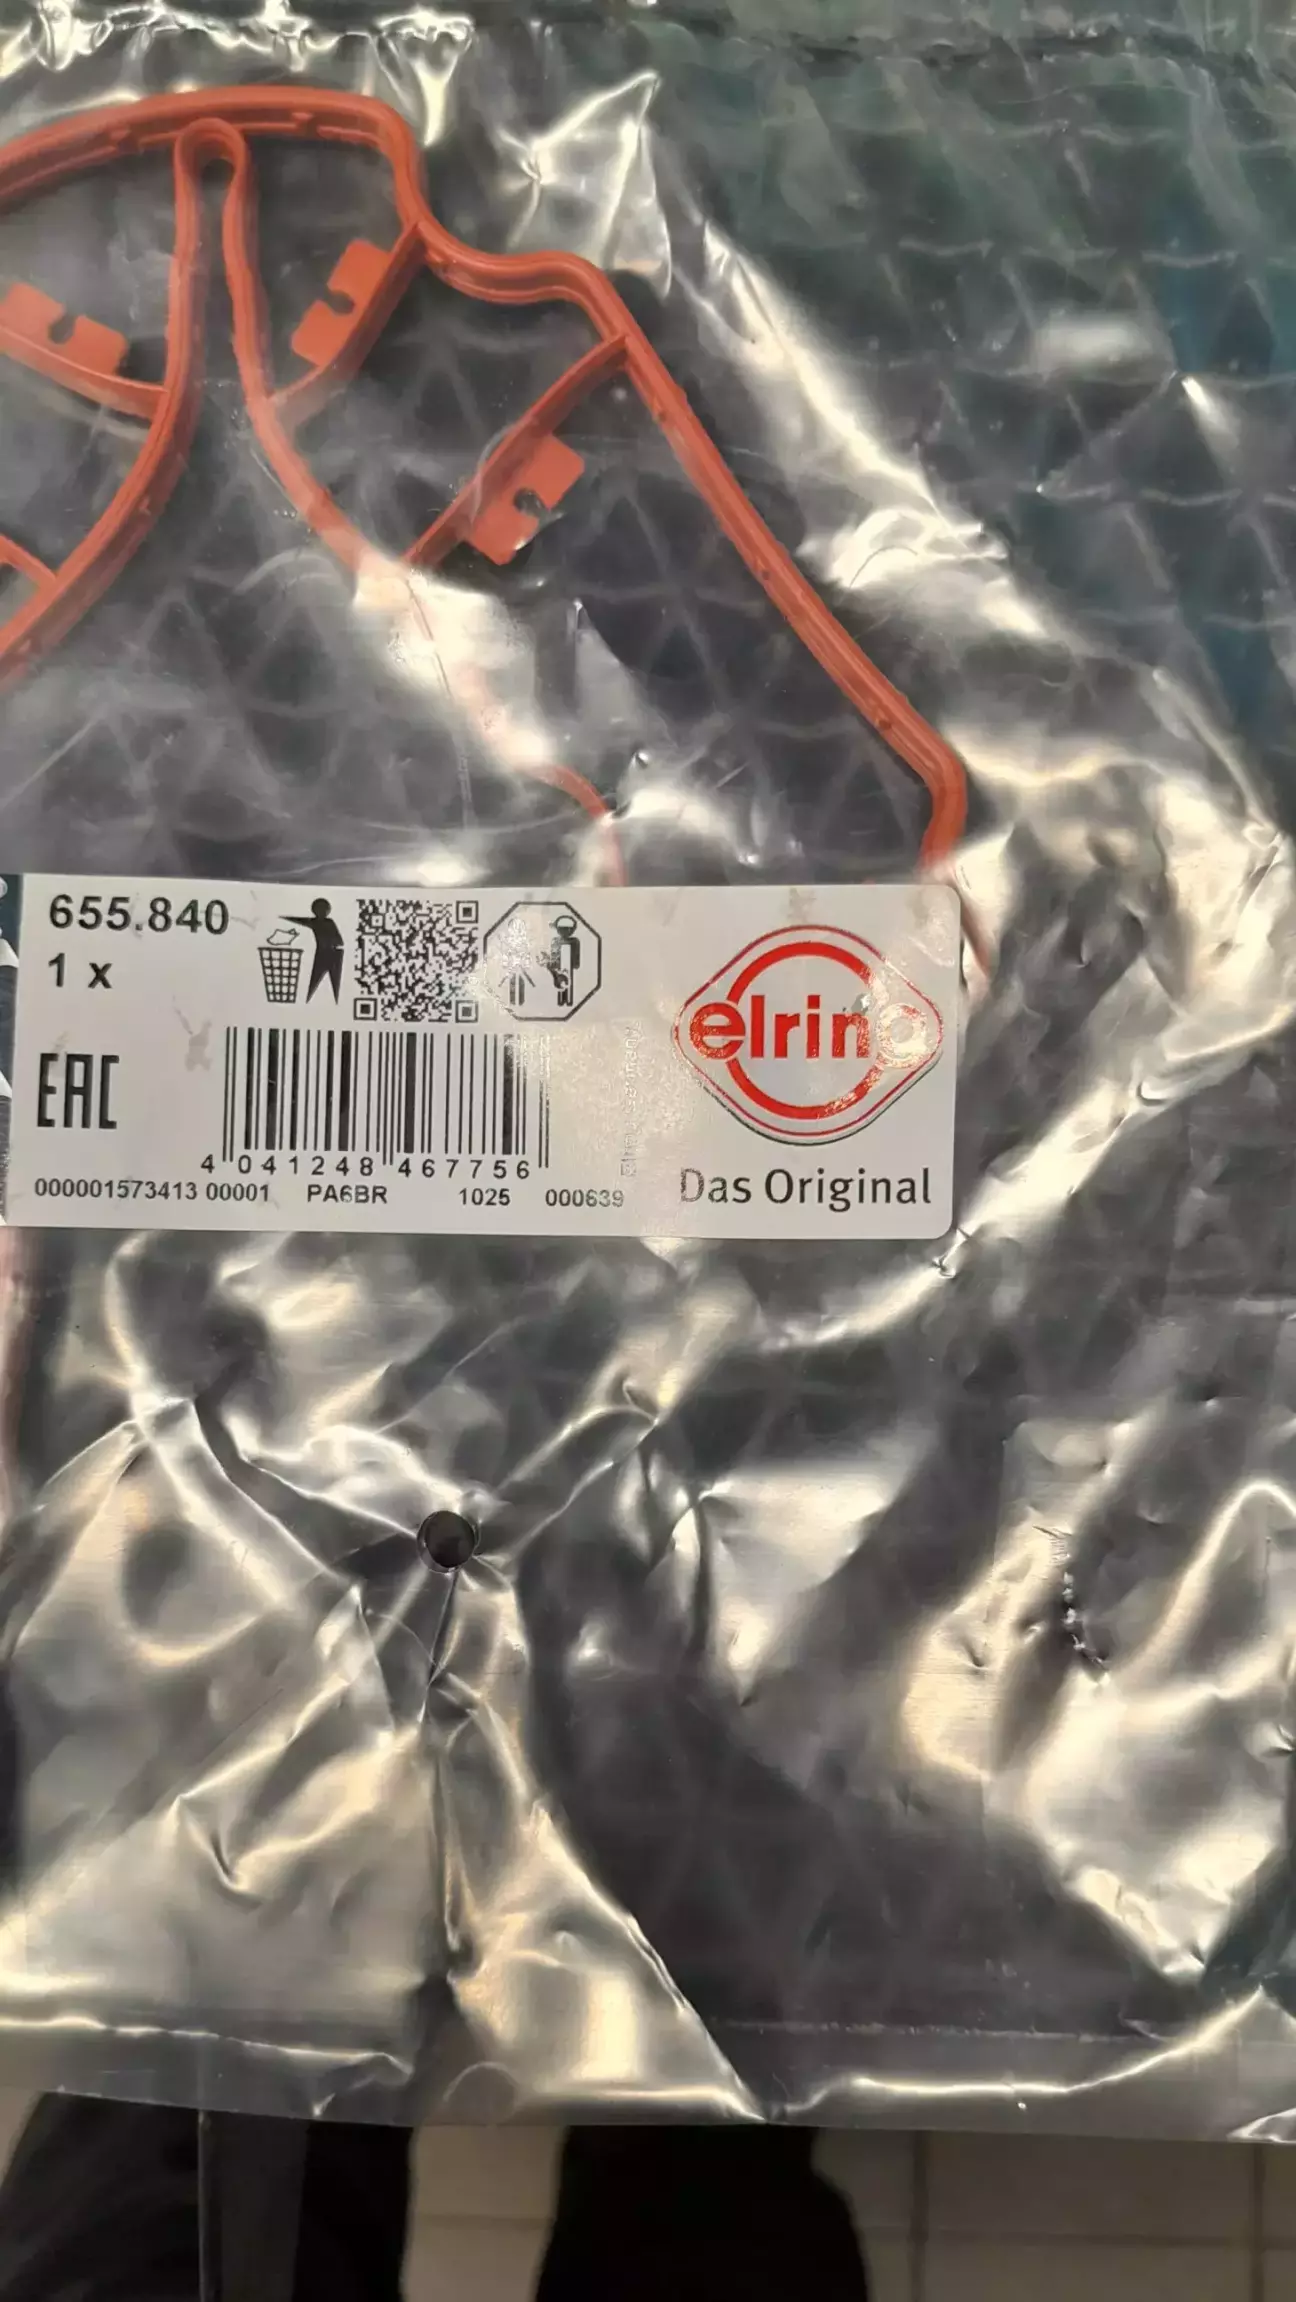 655.840
1 x
EAC
4 041248 467756
000001573413 00001 PA6BR 1025 000639
elring
Das Original